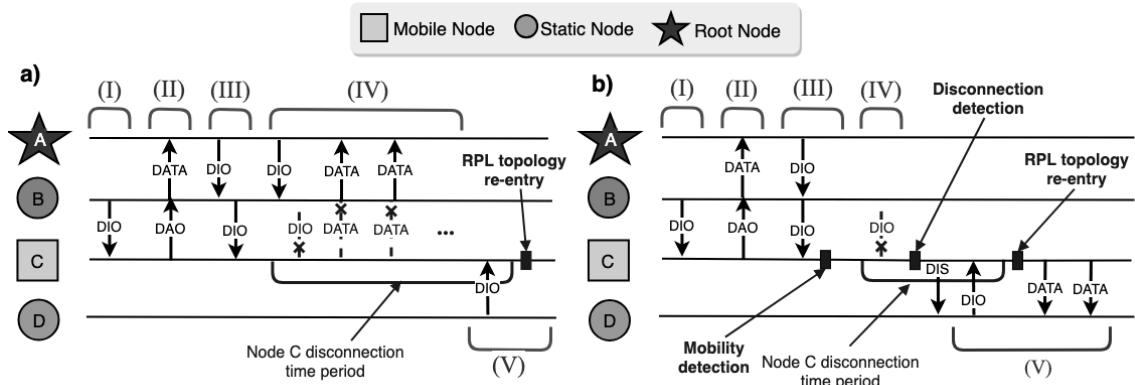 Mobile Node Static Node Root Node
a)
(I) (II) (III) (IV)
A
DATA DIO DIO DATA DATA
RPL topology
re-entry
B
DIO DAO DIO DIO DATA DATA ...
C
DIO
D
Node C disconnection
time period
(V)
b)
(I) (II) (III) (IV)
Disconnection
detection
A
DATA DIO
RPL topology
re-entry
B
DIO DAO DIO DIO
C
DIS DIO DATA DATA
D
Mobility
detection
Node C disconnection
time period
(V)